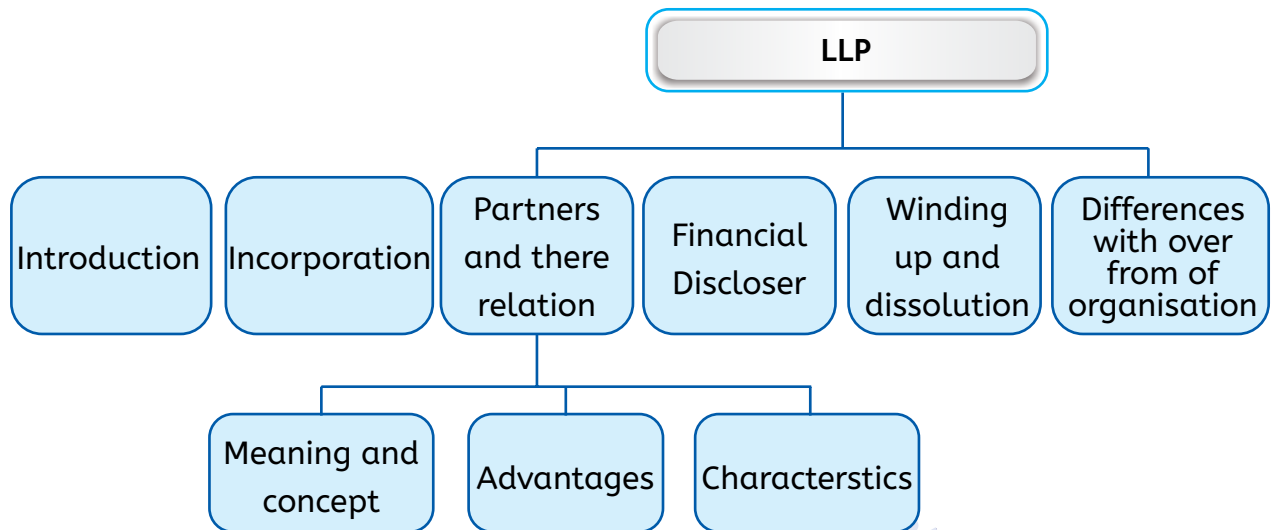 LLP
Introduction
Incorporation
Partners
and there
relation
Financial
Discloser
Winding
up and
dissolution
Differences
with over
from of
organisation
Meaning and
concept
Advantages
Characterstics